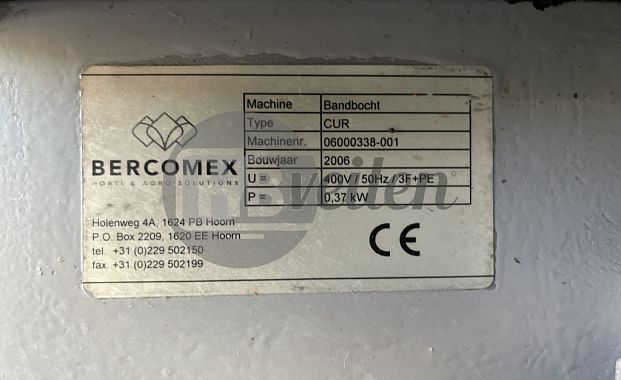 BERCOMEX
HORTI & AGRO SOLUTIONS
Machine Bandbocht
Type CUR
Machinenr. 06000338-001
Bouwjaar 2006
U = 400V / 50Hz / 3F+PE
P = 0,37 kW
Holenweg 4A, 1624 PB Hoorn
P.O. Box 2209, 1620 EE Hoorn
tel. +31 (0)229 502150
fax +31 (0)229 502199
CE
veilen